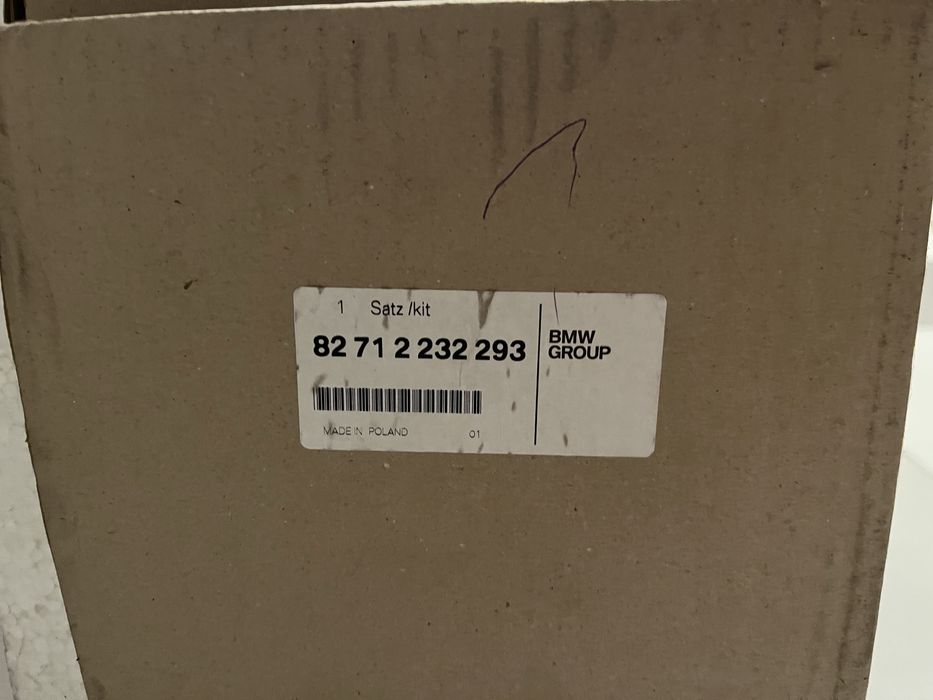 1 Satz /kit
82 71 2 232 293
MADE IN POLAND 01
BMW
GROUP